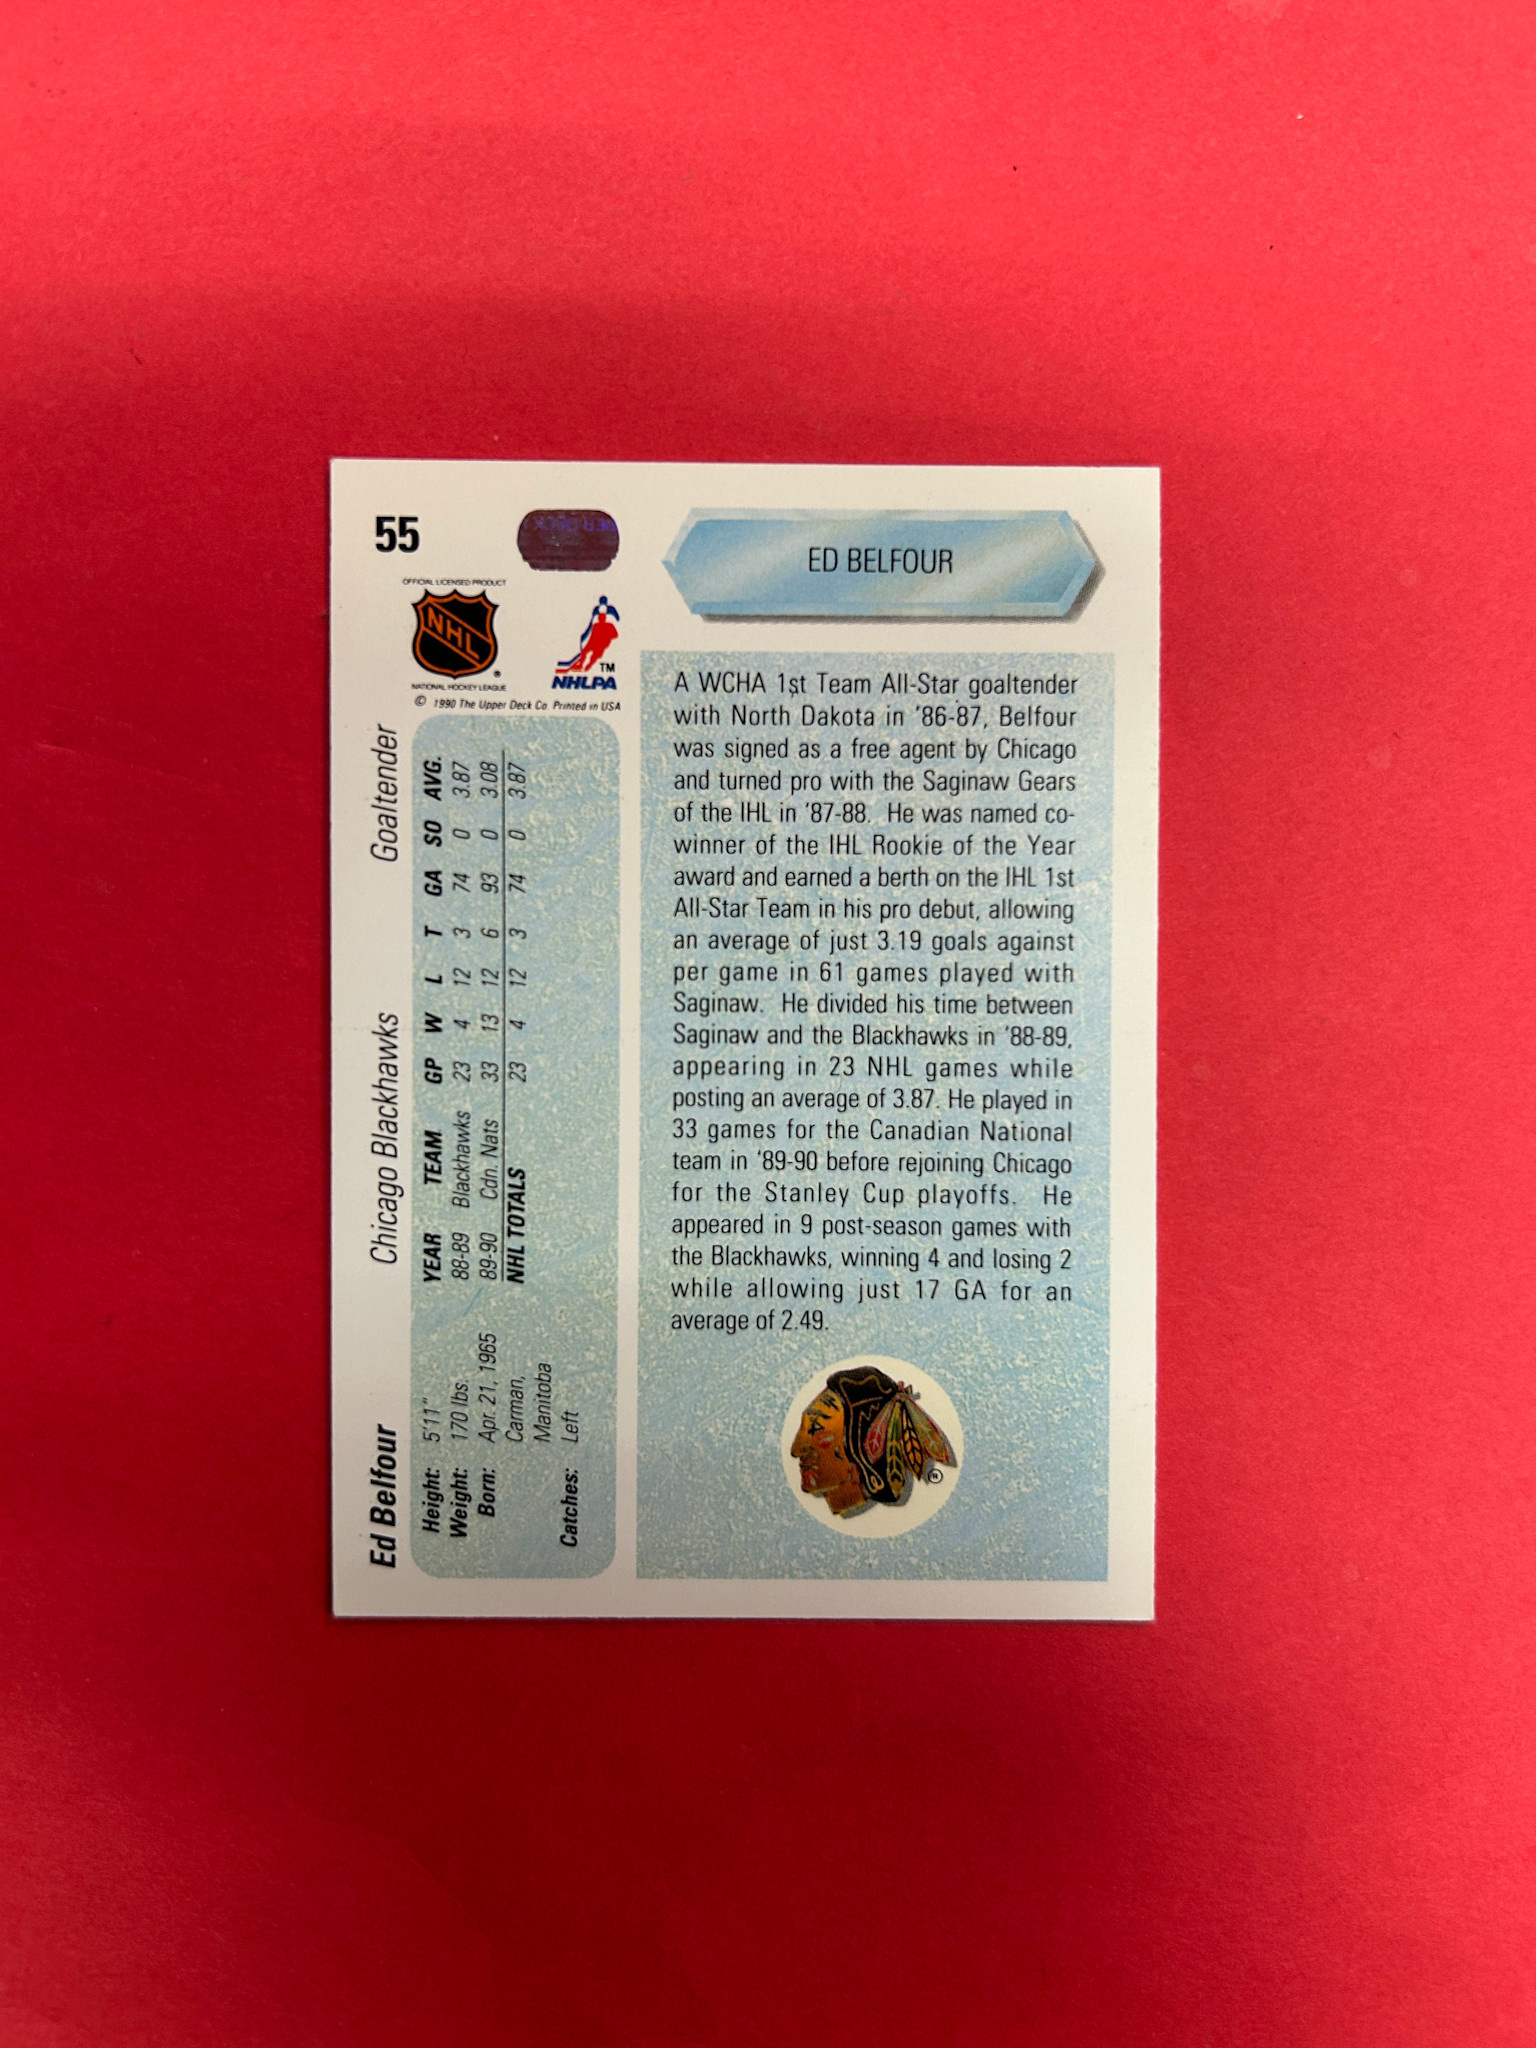 55
OFFICIAL LICENSED PRODUCT
NHL
NATIONAL HOCKEY LEAGUE
TM
NHLPA
© 1990 The Upper Deck Co. Printed in USA
Ed Belfour Chicago Blackhawks Goaltender
Height: 5'11"
Weight: 170 lbs.
Born: Apr. 21, 1965
Carman,
Manitoba
Catches: Left
YEAR TEAM GP W L T GA SO AVG.
88-89 Blackhawks 23 4 12 3 74 0 3.87
89-90 Cdn. Nats 33 13 12 6 93 0 3.08
NHL TOTALS 23 4 12 3 74 0 3.87
ED BELFOUR
A WCHA 1st Team All-Star goaltender
with North Dakota in '86-87, Belfour
was signed as a free agent by Chicago
and turned pro with the Saginaw Gears
of the IHL in '87-88. He was named co-
winner of the IHL Rookie of the Year
award and earned a berth on the IHL 1st
All-Star Team in his pro debut, allowing
an average of just 3.19 goals against
per game in 61 games played with
Saginaw. He divided his time between
Saginaw and the Blackhawks in '88-89,
appearing in 23 NHL games while
posting an average of 3.87. He played in
33 games for the Canadian National
team in '89-90 before rejoining Chicago
for the Stanley Cup playoffs. He
appeared in 9 post-season games with
the Blackhawks, winning 4 and losing 2
while allowing just 17 GA for an
average of 2.49.